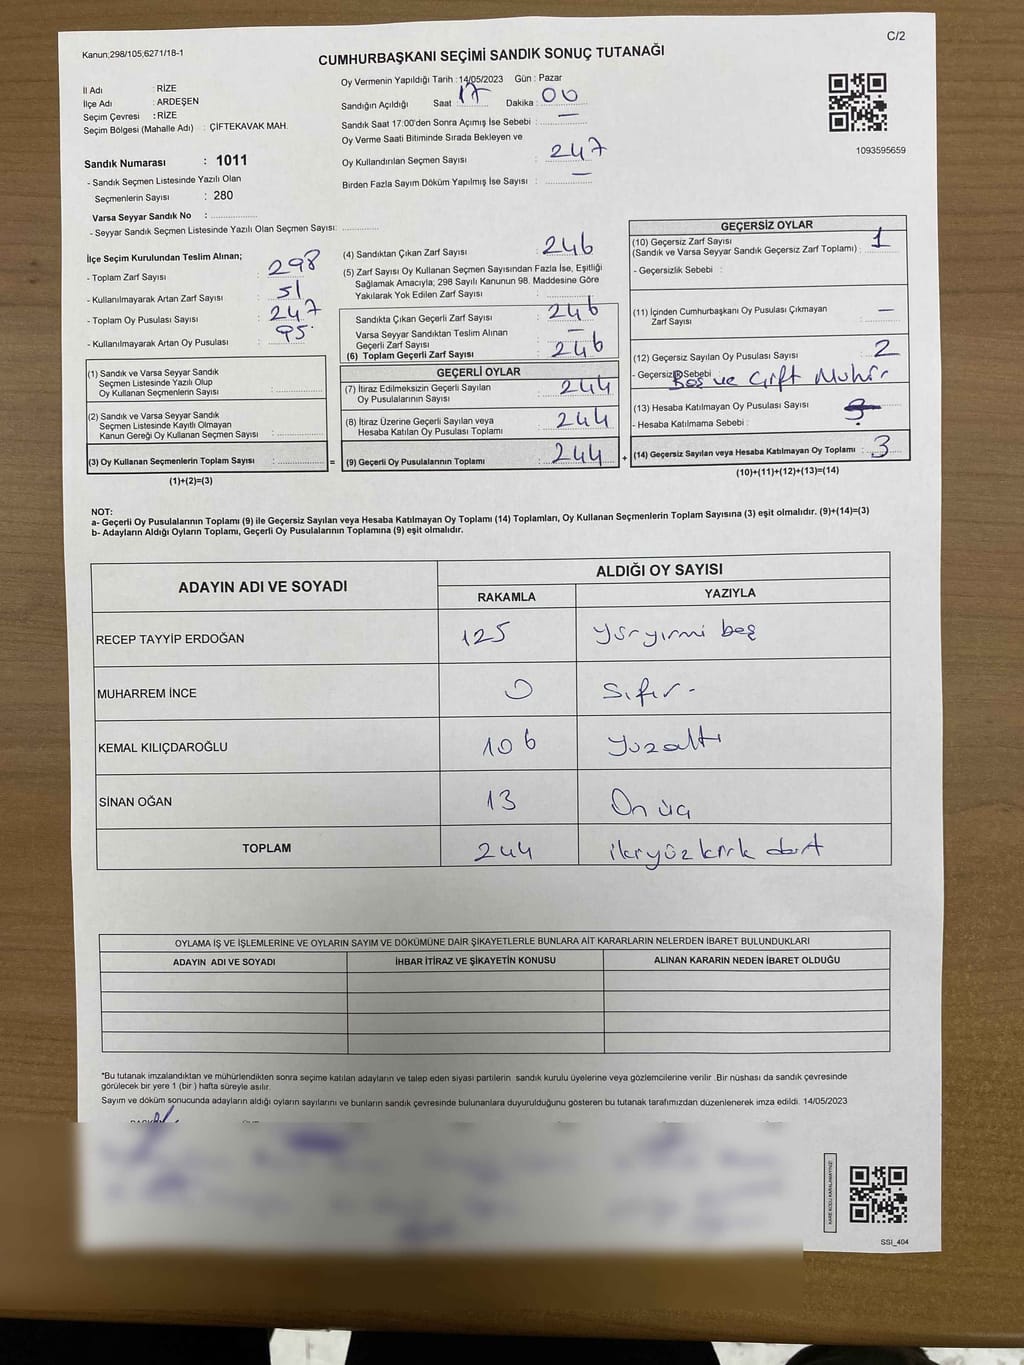 Kanun;298/105;6271/18-1
C/2
CUMHURBAŞKANI SEÇİMİ SANDIK SONUÇ TUTANAĞI
İl Adı : RİZE
İlçe Adı : ARDEŞEN
Seçim Çevresi : RİZE
Seçim Bölgesi (Mahalle Adı) : ÇİFTEKAVAK MAH.
Sandık Numarası : 1011
- Sandık Seçmen Listesinde Yazılı Olan
Seçmenlerin Sayısı : 280
Varsa Seyyar Sandık No :
- Seyyar Sandık Seçmen Listesinde Yazılı Olan Seçmen Sayısı:
Oy Vermenin Yapıldığı Tarih : 14/05/2023 Gün : Pazar
Sandığın Açıldığı Saat 17 Dakika : 00
Sandık Saat 17:00'den Sonra Açımış İse Sebebi : —
Oy Verme Saati Bitiminde Sırada Bekleyen ve
Oy Kullandırılan Seçmen Sayısı : 247
Birden Fazla Sayım Döküm Yapılmış İse Sayısı : —
1093595659
İlçe Seçim Kurulundan Teslim Alınan;
- Toplam Zarf Sayısı : 298
- Kullanılmayarak Artan Zarf Sayısı : 51
- Toplam Oy Pusulası Sayısı : 247
- Kullanılmayarak Artan Oy Pusulası : 95
(1) Sandık ve Varsa Seyyar Sandık
Seçmen Listesinde Yazılı Olup
Oy Kullanan Seçmenlerin Sayısı :
(2) Sandık ve Varsa Seyyar Sandık
Seçmen Listesinde Kayıtlı Olmayan
Kanun Gereği Oy Kullanan Seçmen Sayısı :
(3) Oy Kullanan Seçmenlerin Toplam Sayısı : =
(1)+(2)=(3)
(4) Sandıktan Çıkan Zarf Sayısı : 246
(5) Zarf Sayısı Oy Kullanan Seçmen Sayısından Fazla İse, Eşitliği
Sağlamak Amacıyla; 298 Sayılı Kanunun 98. Maddesine Göre
Yakılarak Yok Edilen Zarf Sayısı :
Sandıkta Çıkan Geçerli Zarf Sayısı : 246
Varsa Seyyar Sandıktan Teslim Alınan
Geçerli Zarf Sayısı : —
(6) Toplam Geçerli Zarf Sayısı : 246
GEÇERLİ OYLAR
(7) İtiraz Edilmeksizin Geçerli Sayılan
Oy Pusulalarının Sayısı : 244
(8) İtiraz Üzerine Geçerli Sayılan veya
Hesaba Katılan Oy Pusulası Toplamı : 244
(9) Geçerli Oy Pusulalarının Toplamı : 244 +
GEÇERSİZ OYLAR
(10) Geçersiz Zarf Sayısı
(Sandık ve Varsa Seyyar Sandık Geçersiz Zarf Toplamı) : 1
- Geçersizlik Sebebi :
(11) İçinden Cumhurbaşkanı Oy Pusulası Çıkmayan
Zarf Sayısı : —
(12) Geçersiz Sayılan Oy Pusulası Sayısı : 2
- Geçersizlik Sebebi Boş ve Çift Mühür
(13) Hesaba Katılmayan Oy Pusulası Sayısı :
- Hesaba Katılmama Sebebi :
(14) Geçersiz Sayılan veya Hesaba Katılmayan Oy Toplamı : 3
(10)+(11)+(12)+(13)=(14)
NOT:
a- Geçerli Oy Pusulalarının Toplamı (9) ile Geçersiz Sayılan veya Hesaba Katılmayan Oy Toplamı (14) Toplamları, Oy Kullanan Seçmenlerin Toplam Sayısına (3) eşit olmalıdır. (9)+(14)=(3)
b- Adayların Aldığı Oyların Toplamı, Geçerli Oy Pusulalarının Toplamına (9) eşit olmalıdır.
ADAYIN ADI VE SOYADI ALDIĞI OY SAYISI
RAKAMLA YAZIYLA
RECEP TAYYİP ERDOĞAN 125 Yüzyirmi beş
MUHARREM İNCE 0 Sıfır-
KEMAL KILIÇDAROĞLU 106 Yüzaltı
SİNAN OĞAN 13 On üç
TOPLAM 244 ikiyüz kırk dört
OYLAMA İŞ VE İŞLEMLERİNE VE OYLARIN SAYIM VE DÖKÜMÜNE DAİR ŞİKAYETLERLE BUNLARA AİT KARARLARIN NELERDEN İBARET BULUNDUKLARI
ADAYIN ADI VE SOYADI İHBAR İTİRAZ VE ŞİKAYETİN KONUSU ALINAN KARARIN NEDEN İBARET OLDUĞU
*Bu tutanak imzalandıktan ve mühürlendikten sonra seçime katılan adayların ve talep eden siyasi partilerin sandık kurulu üyelerine veya gözlemcilerine verilir .Bir nüshası da sandık çevresinde
görülecek bir yere 1 (bir ) hafta süreyle asılır.
Sayım ve döküm sonucunda adayların aldığı oyların sayılarını ve bunların sandık çevresinde bulunanlara duyurulduğunu gösteren bu tutanak tarafımızdan düzenlenerek imza edildi. 14/05/2023
KARE KODU KARALAMAYINIZ!
SSI_404